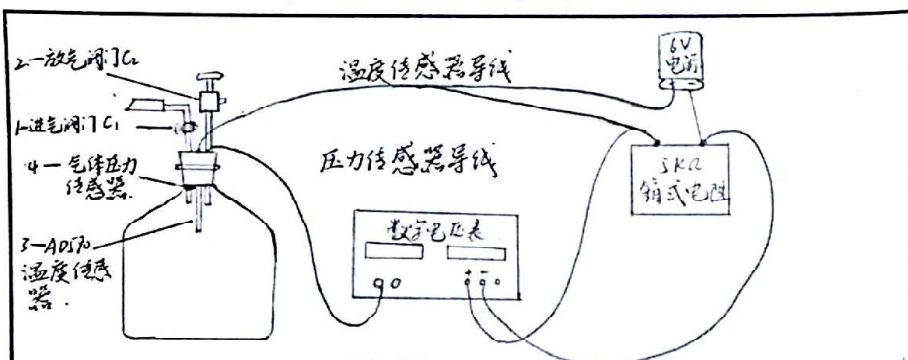 2—放气阀门C₂
1—进气阀门C₁
4—气体压力
传感器.
3—AD590
温度传感
器.
温度传感器导线
压力传感器导线
数字电压表
+ −
6V
电源
5KΩ
箱式电阻